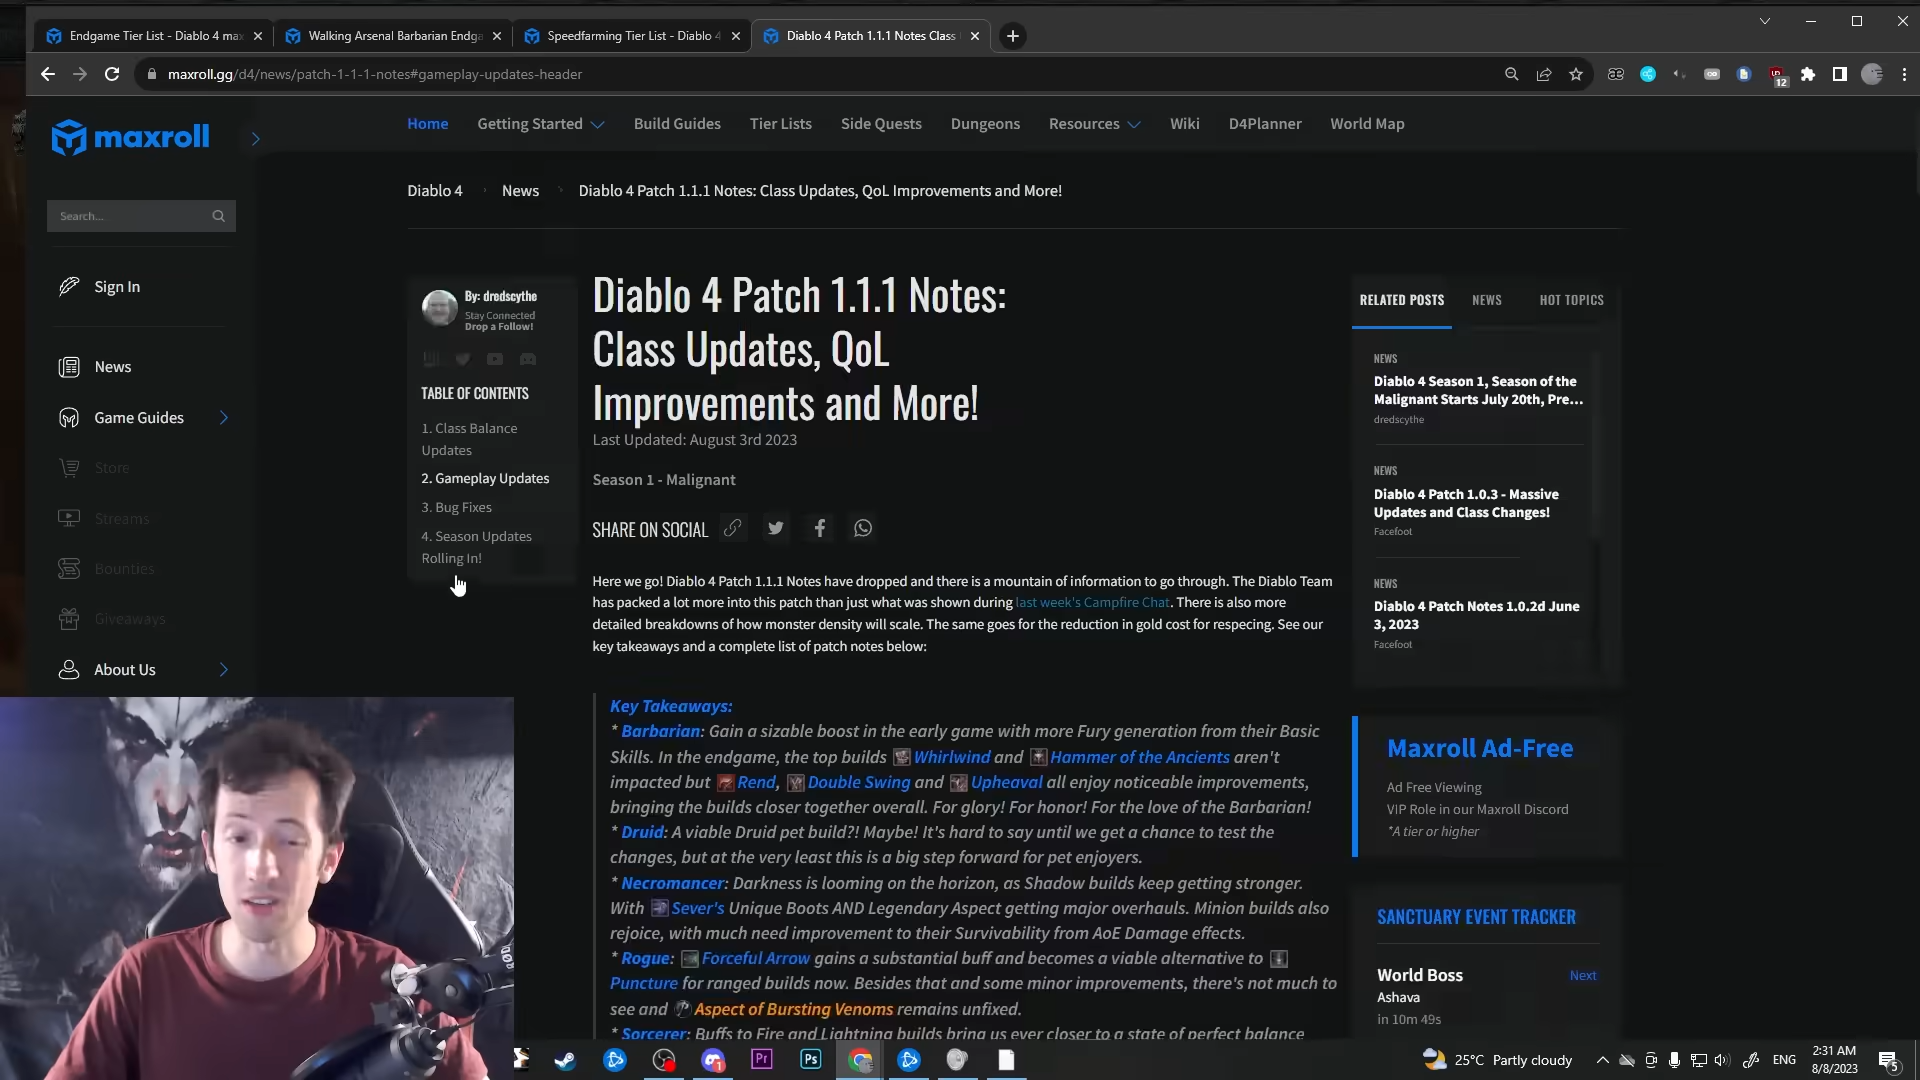 Endgame Tier List - Diablo 4 max
Walking Arsenal Barbarian Endga
Speedfarming Tier List - Diablo 4
Diablo 4 Patch 1.1.1 Notes Class
maxroll.gg/d4/news/patch-1-1-1-notes#gameplay-updates-header
12
maxroll
Home
Getting Started
Build Guides
Tier Lists
Side Quests
Dungeons
Resources
Wiki
D4Planner
World Map
Search...
Sign In
News
Game Guides
Store
Streams
Bounties
Giveaways
About Us
Diablo 4
News
Diablo 4 Patch 1.1.1 Notes: Class Updates, QoL Improvements and More!
By: dredscythe
Stay Connected
Drop a Follow!
TABLE OF CONTENTS
1. Class Balance
Updates
2. Gameplay Updates
3. Bug Fixes
4. Season Updates
Rolling In!
Diablo 4 Patch 1.1.1 Notes:
Class Updates, QoL
Improvements and More!
Last Updated: August 3rd 2023
Season 1 - Malignant
SHARE ON SOCIAL
Here we go! Diablo 4 Patch 1.1.1 Notes have dropped and there is a mountain of information to go through. The Diablo Team
has packed a lot more into this patch than just what was shown during last week's Campfire Chat. There is also more
detailed breakdowns of how monster density will scale. The same goes for the reduction in gold cost for respecing. See our
key takeaways and a complete list of patch notes below:
Key Takeaways:
* Barbarian: Gain a sizable boost in the early game with more Fury generation from their Basic
Skills. In the endgame, the top builds Whirlwind and Hammer of the Ancients aren't
impacted but Rend, Double Swing and Upheaval all enjoy noticeable improvements,
bringing the builds closer together overall. For glory! For honor! For the love of the Barbarian!
* Druid: A viable Druid pet build?! Maybe! It's hard to say until we get a chance to test the
changes, but at the very least this is a big step forward for pet enjoyers.
* Necromancer: Darkness is looming on the horizon, as Shadow builds keep getting stronger.
With Sever's Unique Boots AND Legendary Aspect getting major overhauls. Minion builds also
rejoice, with much need improvement to their Survivability from AoE Damage effects.
* Rogue: Forceful Arrow gains a substantial buff and becomes a viable alternative to
Puncture for ranged builds now. Besides that and some minor improvements, there's not much to
see and Aspect of Bursting Venoms remains unfixed.
* Sorcerer: Buffs to Fire and Lightning builds bring us ever closer to a state of perfect balance
RELATED POSTS
NEWS
HOT TOPICS
NEWS
Diablo 4 Season 1, Season of the
Malignant Starts July 20th, Pre...
dredscythe
NEWS
Diablo 4 Patch 1.0.3 - Massive
Updates and Class Changes!
Facefoot
NEWS
Diablo 4 Patch Notes 1.0.2d June
3, 2023
Facefoot
Maxroll Ad-Free
Ad Free Viewing
VIP Role in our Maxroll Discord
*A tier or higher
SANCTUARY EVENT TRACKER
World Boss
Next
Ashava
in 10m 49s
1
Pr
Ps
25°C Partly cloudy
ENG
2:31 AM
8/8/2023
5